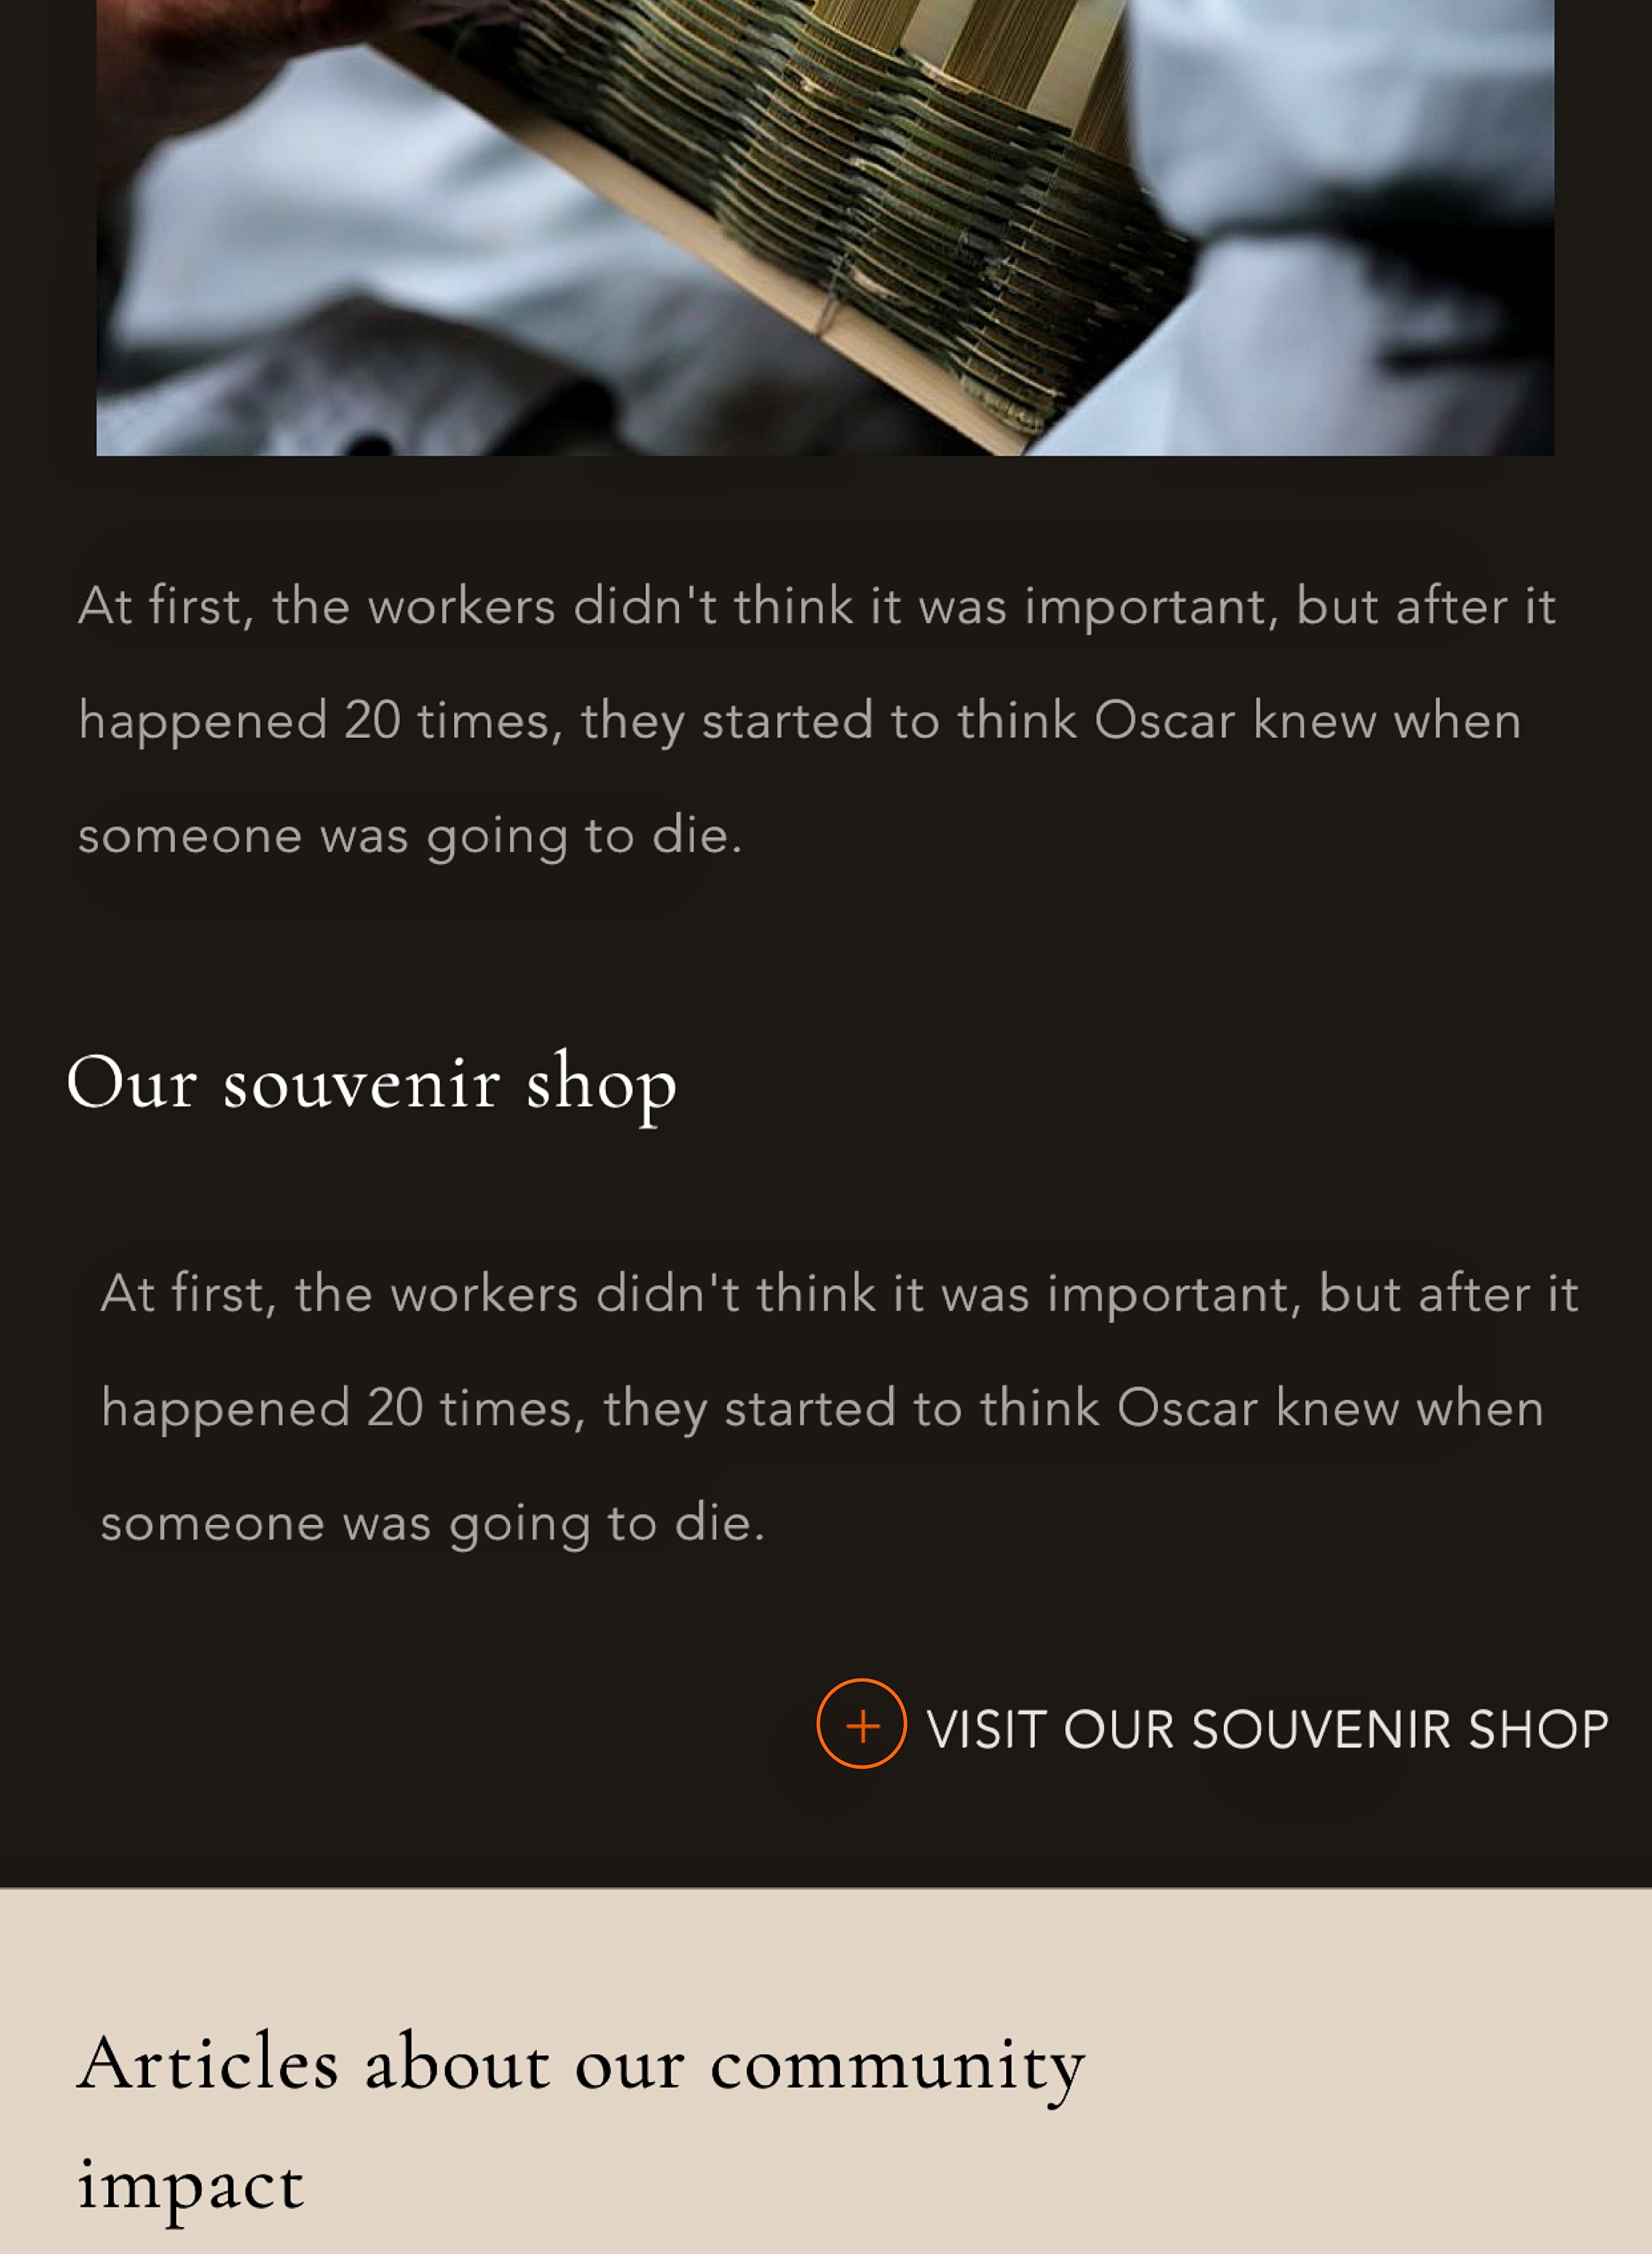 At first, the workers didn't think it was important, but after it
happened 20 times, they started to think Oscar knew when
someone was going to die.
Our souvenir shop
At first, the workers didn't think it was important, but after it
happened 20 times, they started to think Oscar knew when
someone was going to die.
VISIT OUR SOUVENIR SHOP
Articles about our community
impact